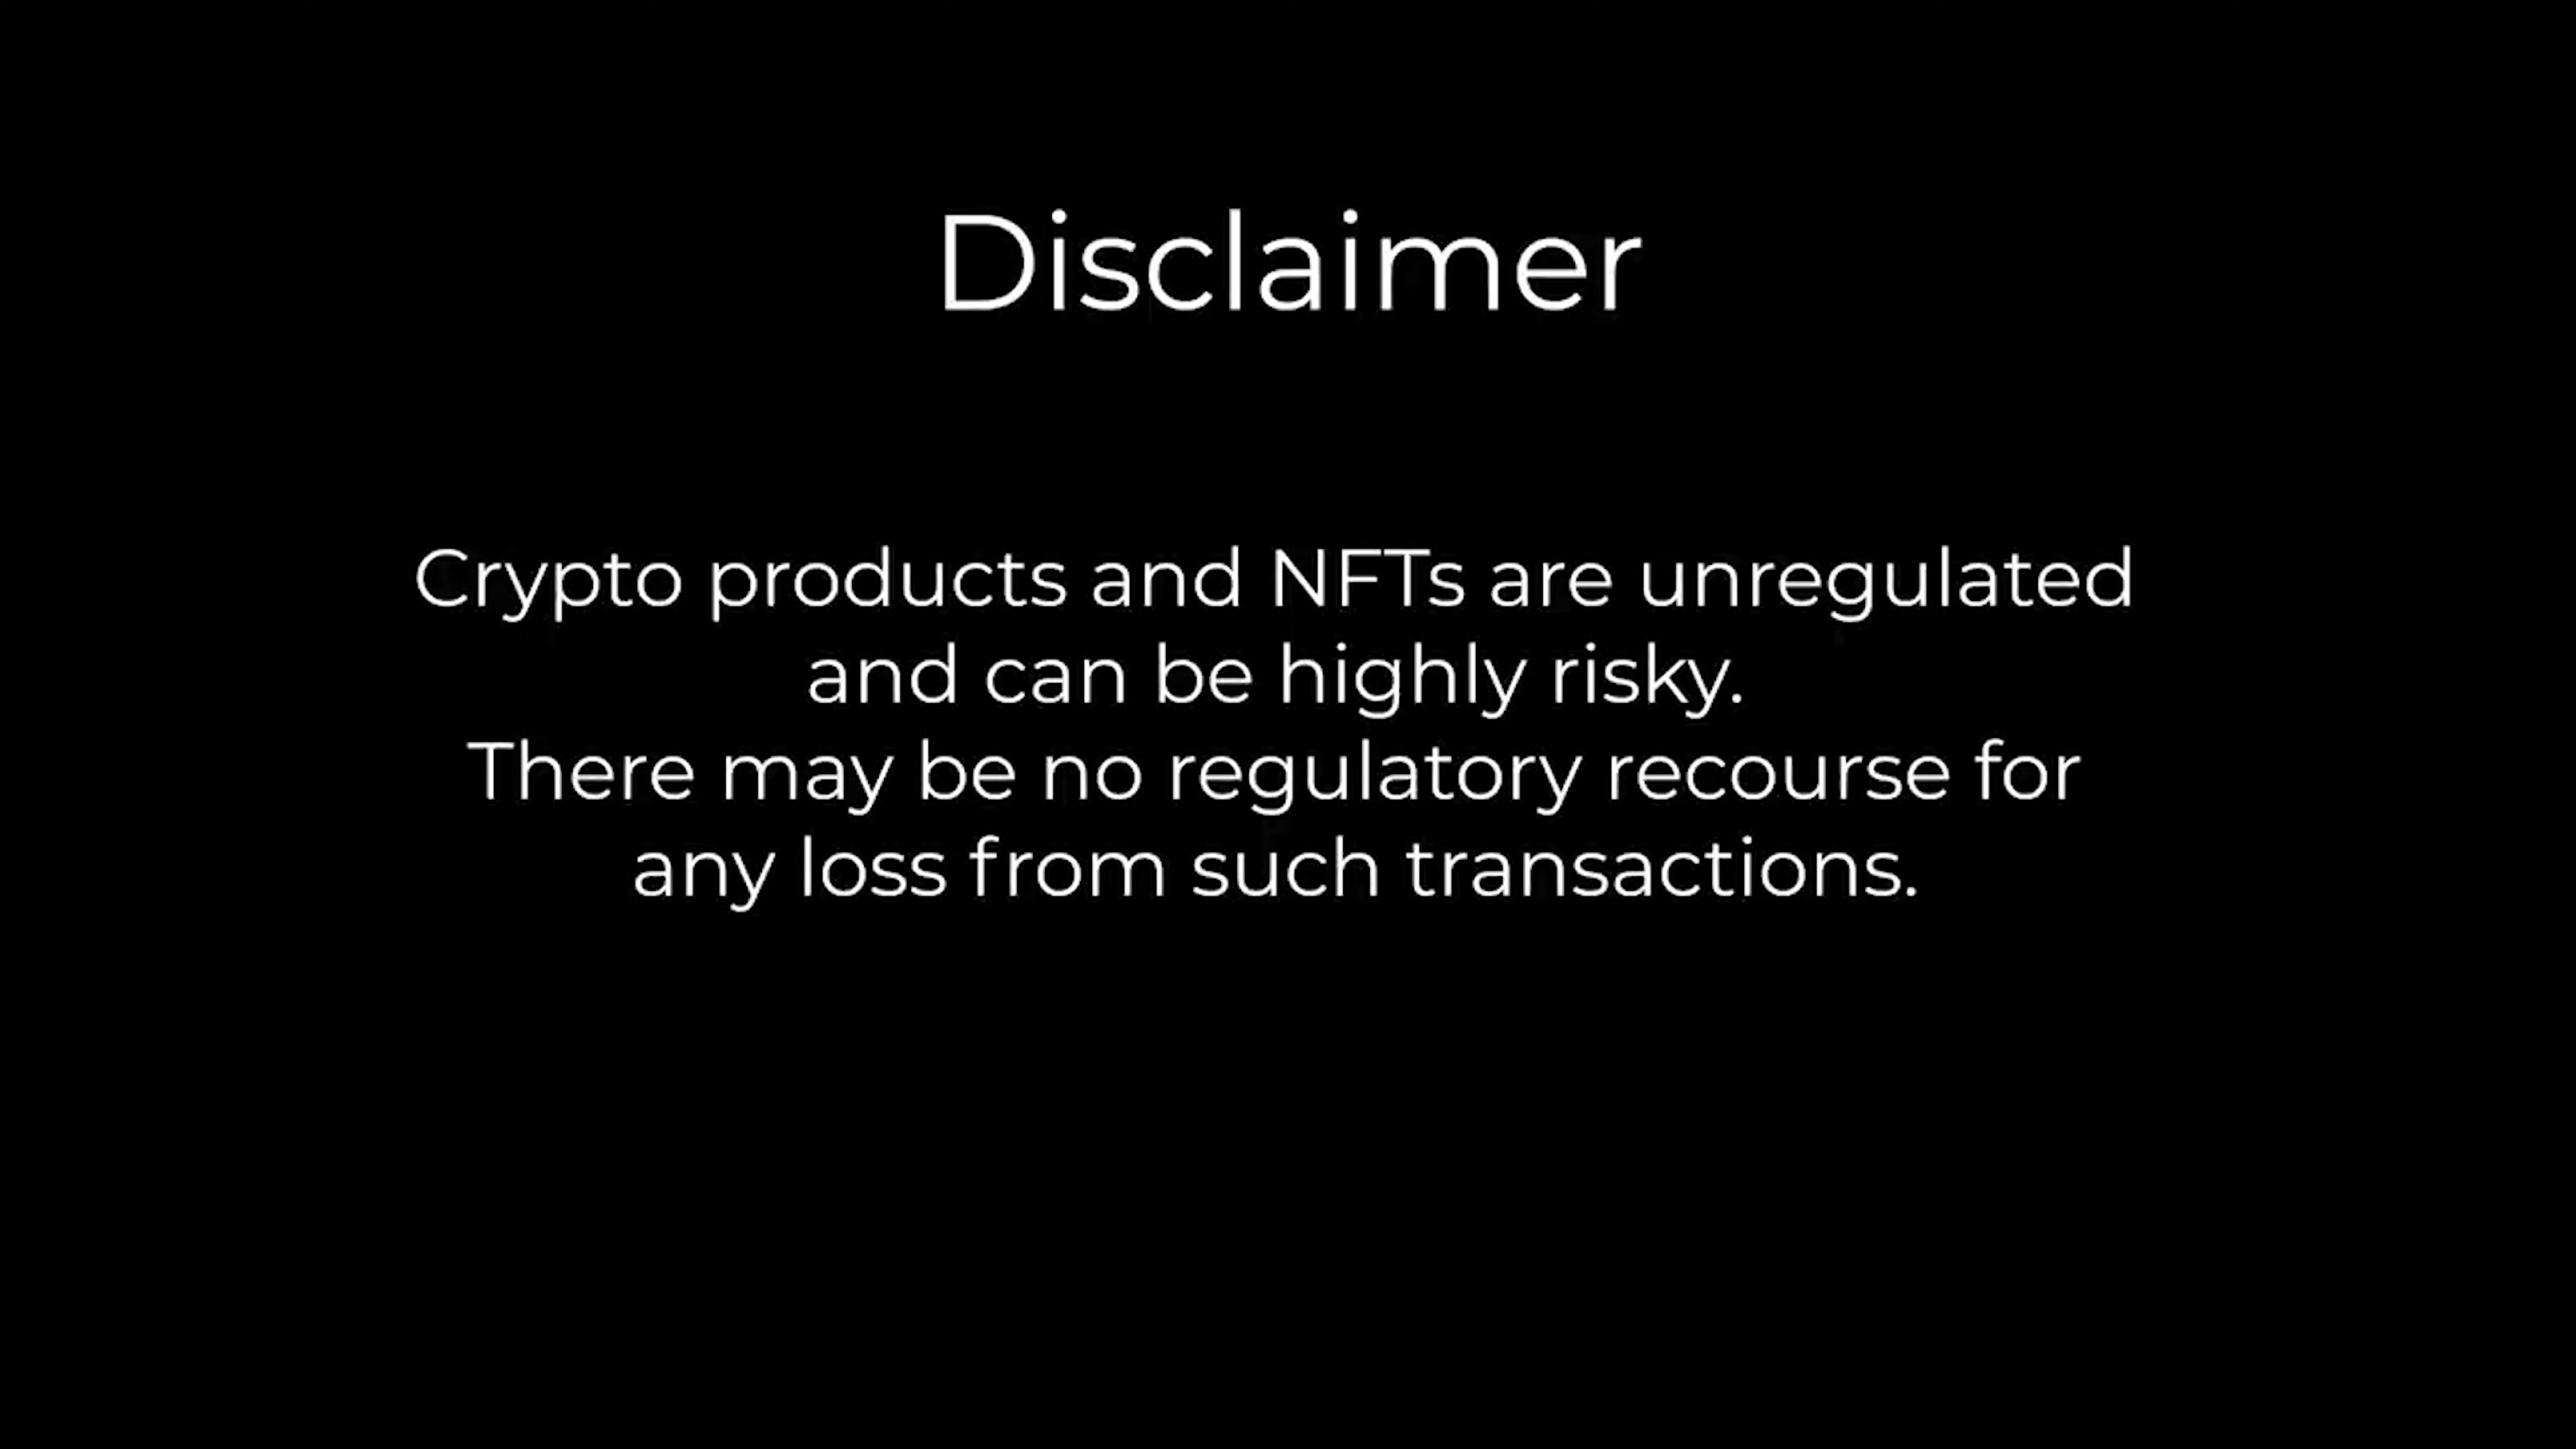 Disclaimer
Crypto products and NFTs are unregulated
and can be highly risky.
There may be no regulatory recourse for
any loss from such transactions.